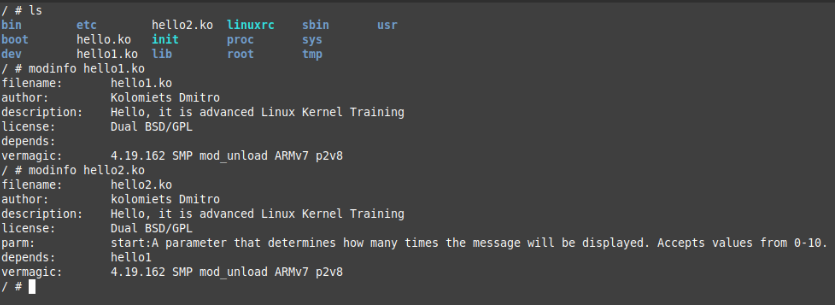 / # ls
bin        etc        hello2.ko  linuxrc    sbin       usr
boot       hello.ko   init       proc       sys
dev        hello1.ko  lib        root       tmp
/ # modinfo hello1.ko
filename:       hello1.ko
author:         Kolomiets Dmitro
description:    Hello, it is advanced Linux Kernel Training
license:        Dual BSD/GPL
depends:
vermagic:       4.19.162 SMP mod_unload ARMv7 p2v8
/ # modinfo hello2.ko
filename:       hello2.ko
author:         kolomiets Dmitro
description:    Hello, it is advanced Linux Kernel Training
license:        Dual BSD/GPL
parm:           start:A parameter that determines how many times the message will be displayed. Accepts values from 0-10.
depends:        hello1
vermagic:       4.19.162 SMP mod_unload ARMv7 p2v8
/ #